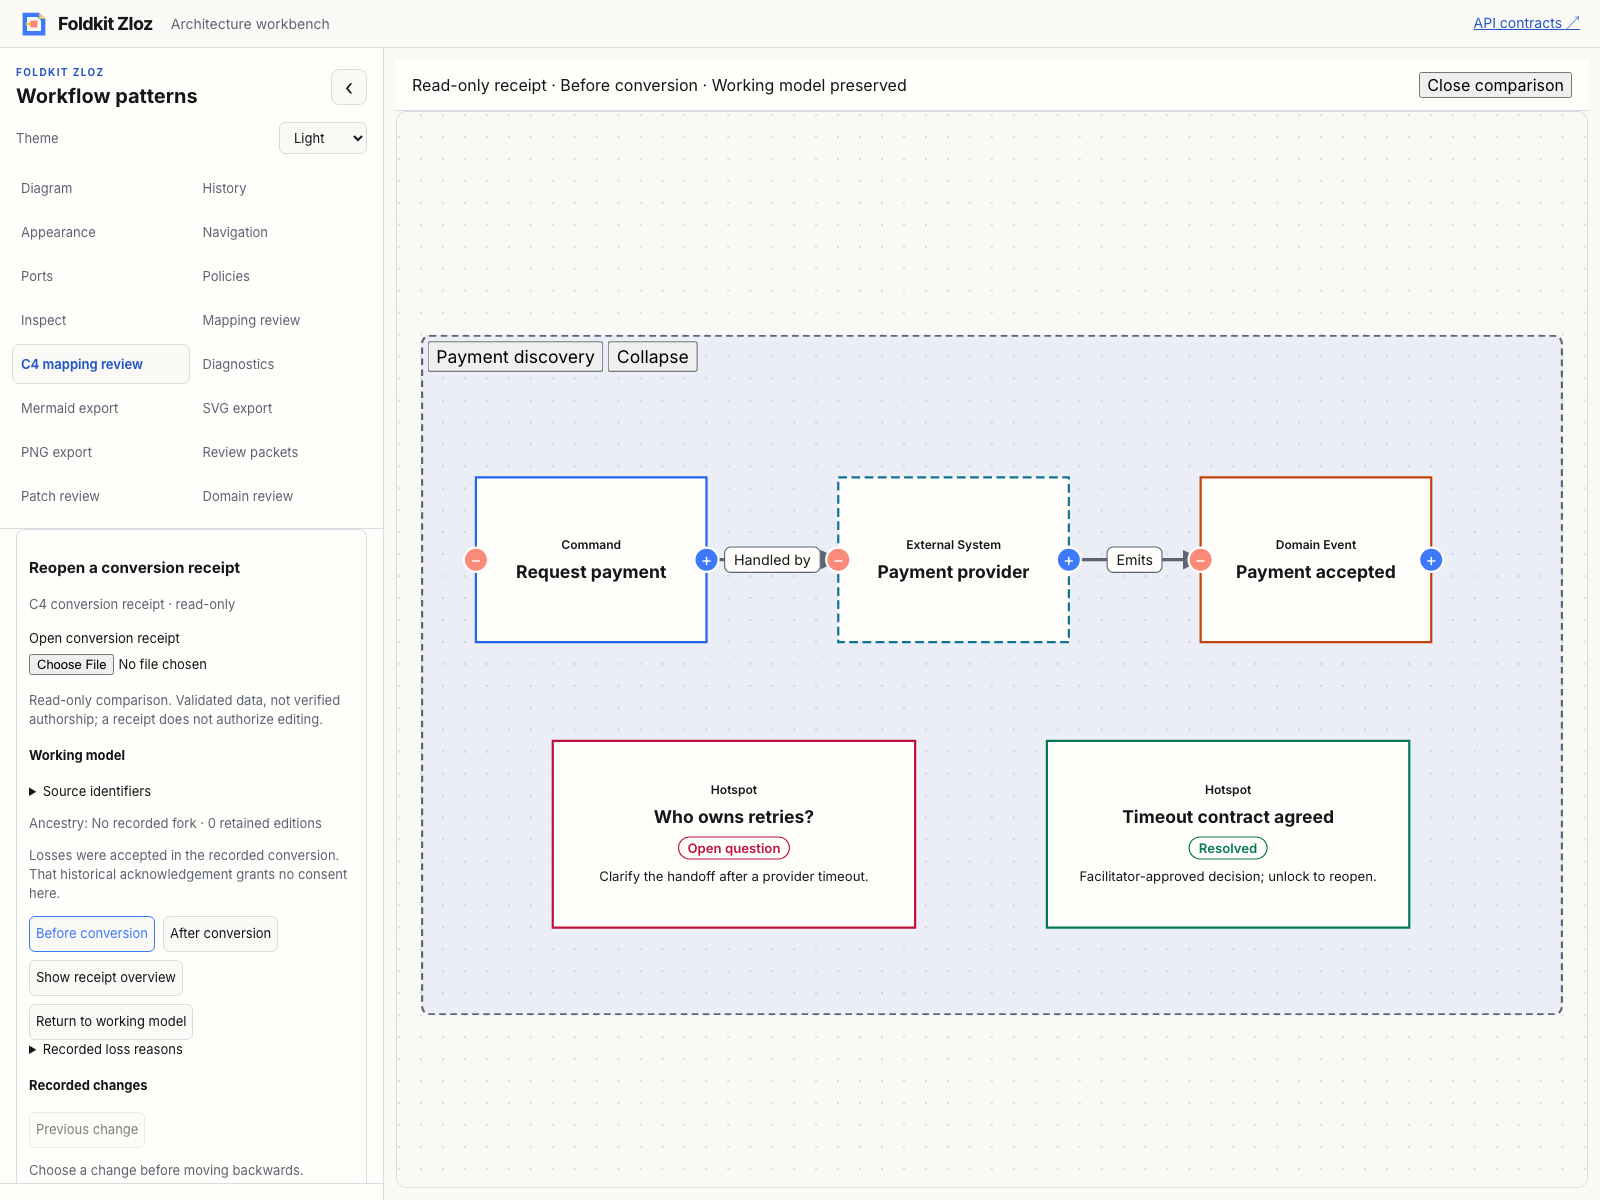 Foldkit Zloz
Architecture workbench
API contracts ↗
FOLDKIT ZLOZ
Workflow patterns
Theme
Light
Diagram
History
Appearance
Navigation
Ports
Policies
Inspect
Mapping review
C4 mapping review
Diagnostics
Mermaid export
SVG export
PNG export
Review packets
Patch review
Domain review
Reopen a conversion receipt
C4 conversion receipt · read-only
Open conversion receipt
Choose File No file chosen
Read-only comparison. Validated data, not verified
authorship; a receipt does not authorize editing.
Working model
Source identifiers
Ancestry: No recorded fork · 0 retained editions
Losses were accepted in the recorded conversion.
That historical acknowledgement grants no consent
here.
Before conversion
After conversion
Show receipt overview
Return to working model
Recorded loss reasons
Recorded changes
Previous change
Choose a change before moving backwards.
Read-only receipt · Before conversion · Working model preserved
Close comparison
Payment discovery
Collapse
Command
Request payment
Handled by
External System
Payment provider
Emits
Domain Event
Payment accepted
Hotspot
Who owns retries?
Open question
Clarify the handoff after a provider timeout.
Hotspot
Timeout contract agreed
Resolved
Facilitator-approved decision; unlock to reopen.